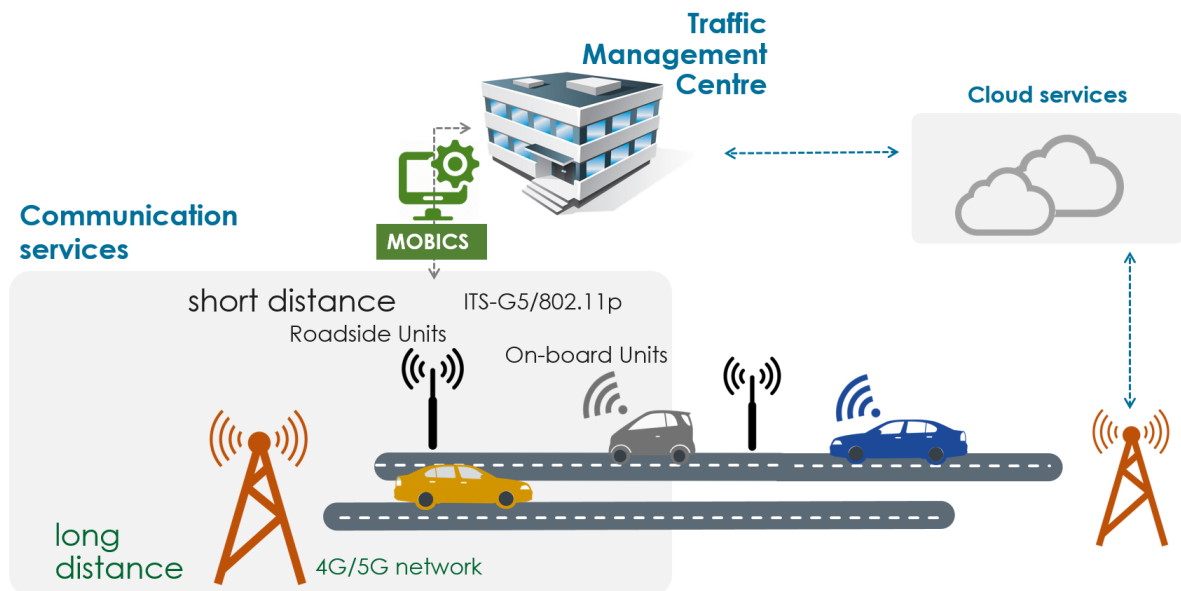 Traffic
Management
Centre
Cloud services
Communication
services
MOBICS
short distance
ITS-G5/802.11p
Roadside Units
On-board Units
long
distance
4G/5G network